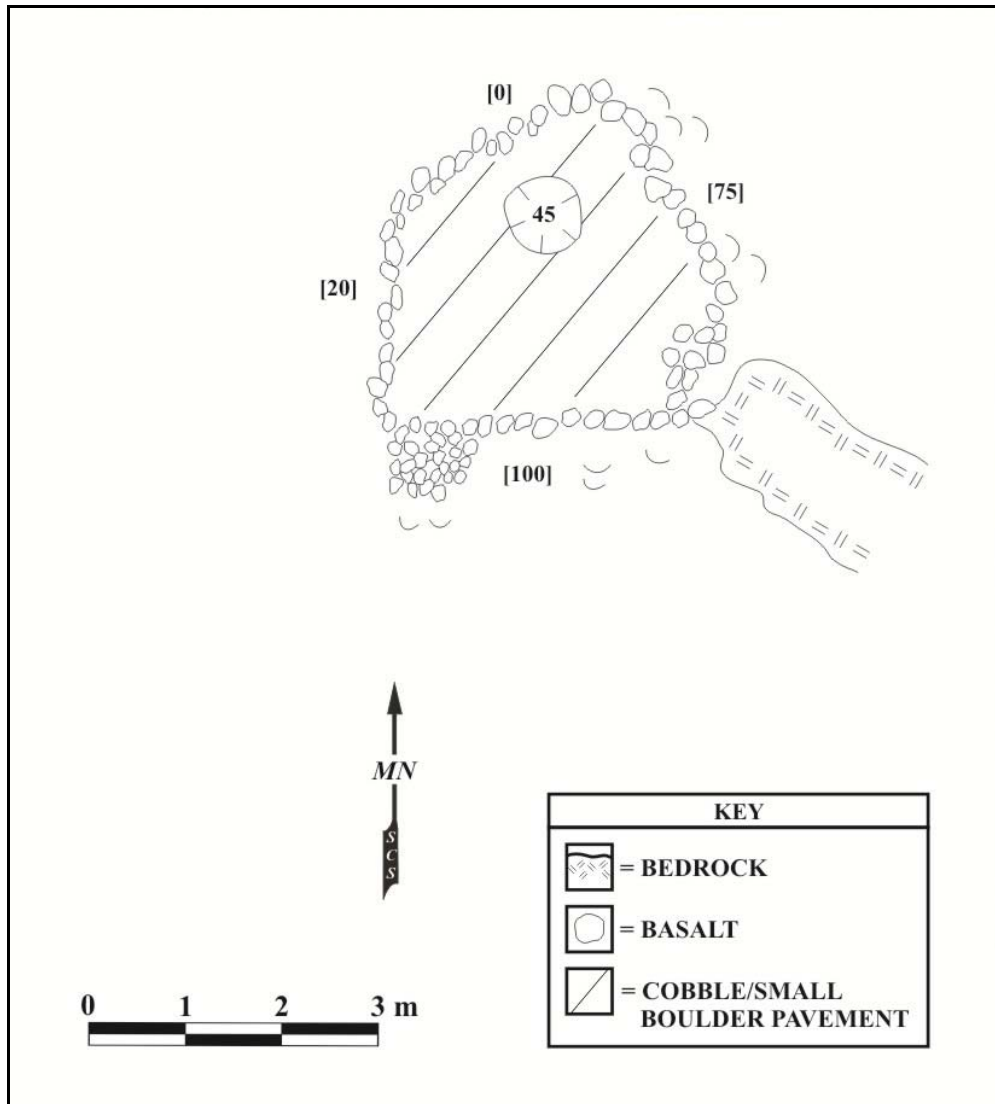 [0]
[75]
45
[20]
[100]
MN
SCS
KEY
= BEDROCK
= BASALT
= COBBLE/SMALL
BOULDER PAVEMENT
0 1 2 3 m